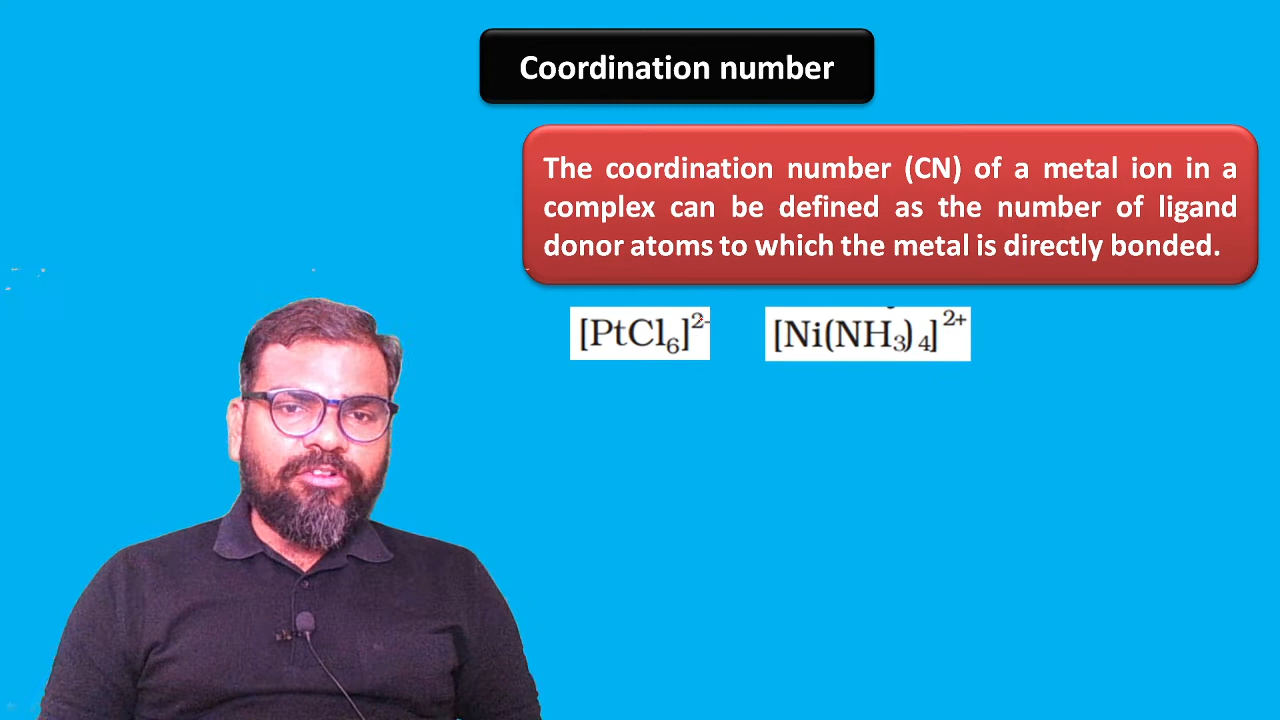 Coordination number
The coordination number (CN) of a metal ion in a
complex can be defined as the number of ligand
donor atoms to which the metal is directly bonded.
[PtCl₆]²⁻ [Ni(NH₃)₄]²⁺